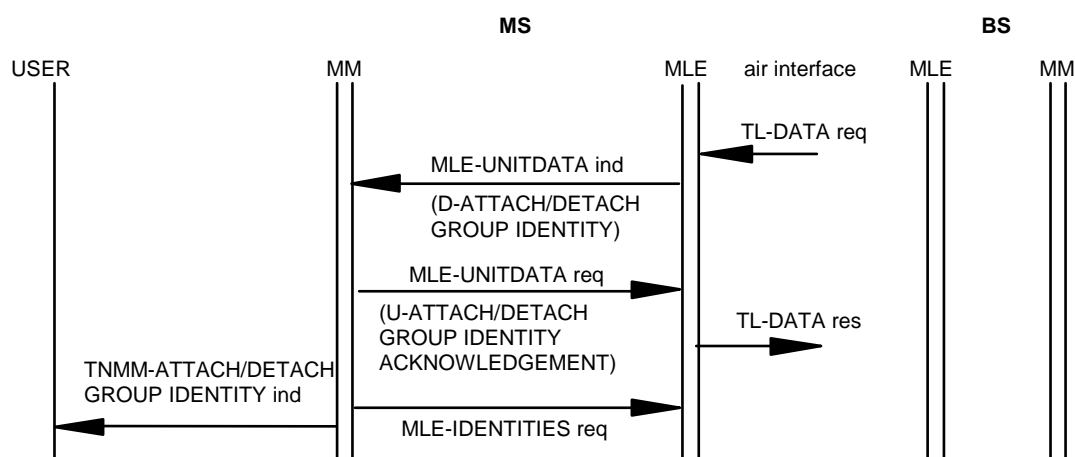 MS
BS
USER
MM
MLE
air interface
MLE
MM
TL-DATA req
MLE-UNITDATA ind
(D-ATTACH/DETACH
GROUP IDENTITY)
MLE-UNITDATA req
(U-ATTACH/DETACH
GROUP IDENTITY
ACKNOWLEDGEMENT)
TL-DATA res
TNMM-ATTACH/DETACH
GROUP IDENTITY ind
MLE-IDENTITIES req